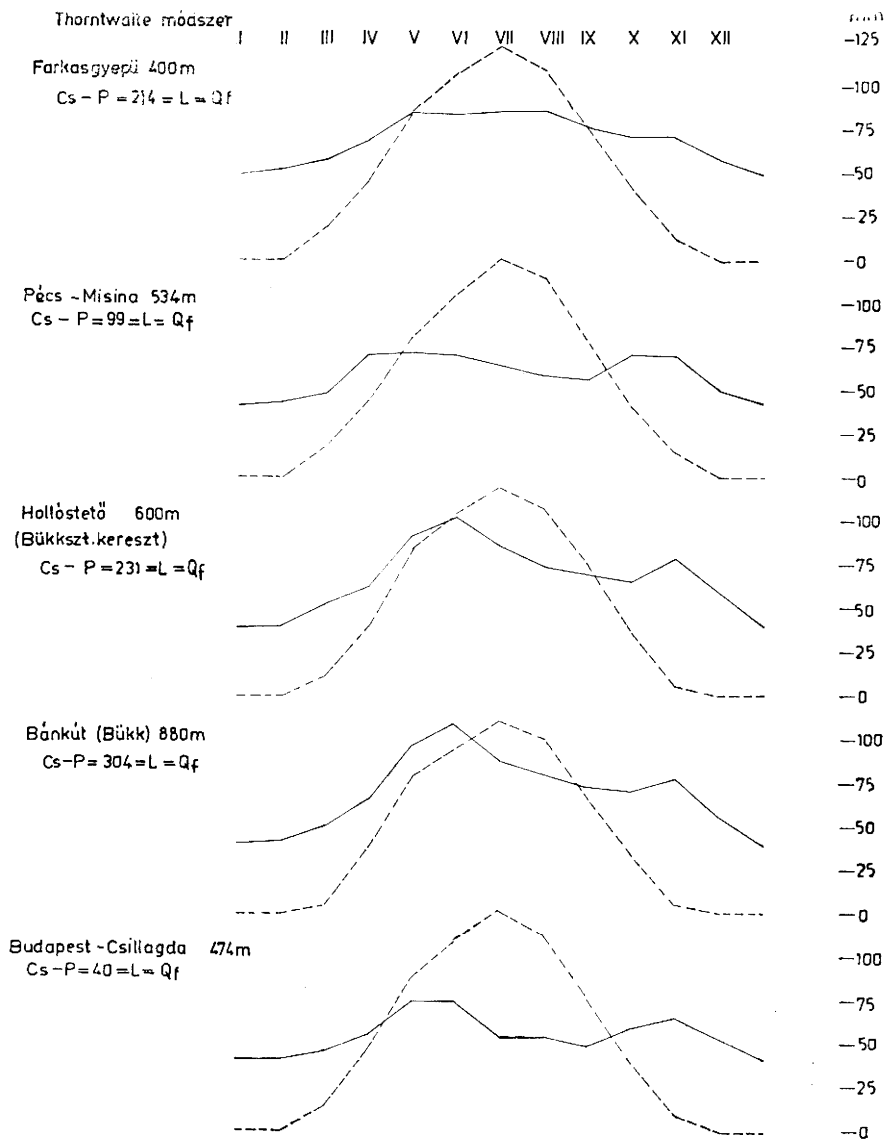 Thorntwaite módszer
I II III IV V VI VII VIII IX X XI XII
Farkasgyepü 400m
Cs - P = 214 = L = Qf
—125
—100
—75
—50
—25
—0
Pécs - Misina 534m
Cs - P = 99 = L = Qf
—100
—75
—50
—25
—0
Hollóstető 600m
(Bükkszt.kereszt)
Cs - P = 231 = L = Qf
—100
—75
—50
—25
—0
Bánkút (Bükk) 880m
Cs-P = 304 = L = Qf
—100
—75
—50
—25
—0
Budapest - Csillagda 474m
Cs - P = 40 = L = Qf
—100
—75
—50
—25
—0